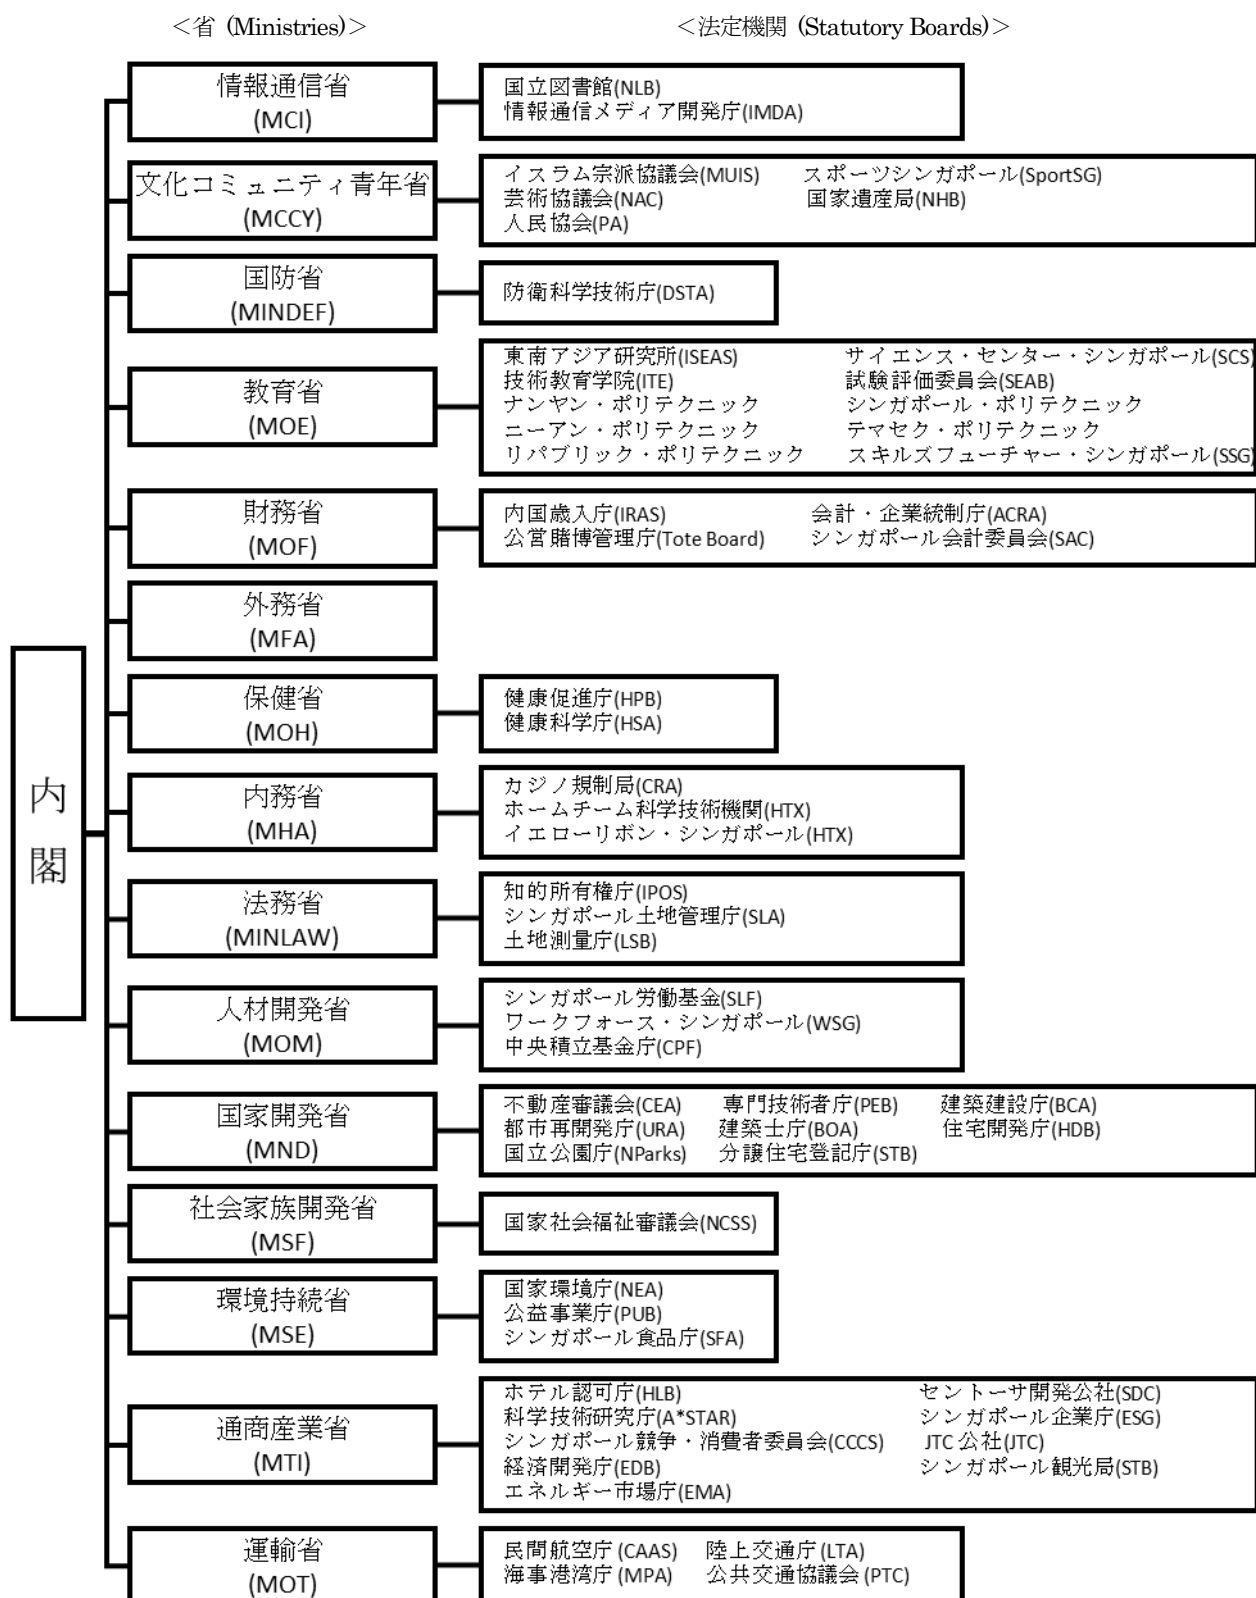 ＜省 (Ministries)＞
＜法定機関 (Statutory Boards)＞
内閣
情報通信省
(MCI)
国立図書館(NLB)
情報通信メディア開発庁(IMDA)
文化コミュニティ青年省
(MCCY)
イスラム宗派協議会(MUIS) スポーツシンガポール(SportSG)
芸術協議会(NAC) 国家遺産局(NHB)
人民協会(PA)
国防省
(MINDEF)
防衛科学技術庁(DSTA)
教育省
(MOE)
東南アジア研究所(ISEAS) サイエンス・センター・シンガポール(SCS)
技術教育学院(ITE) 試験評価委員会(SEAB)
ナンヤン・ポリテクニック シンガポール・ポリテクニック
ニーアン・ポリテクニック テマセク・ポリテクニック
リパブリック・ポリテクニック スキルズフューチャー・シンガポール(SSG)
財務省
(MOF)
内国歳入庁(IRAS) 会計・企業統制庁(ACRA)
公営賭博管理庁(Tote Board) シンガポール会計委員会(SAC)
外務省
(MFA)
保健省
(MOH)
健康促進庁(HPB)
健康科学庁(HSA)
内務省
(MHA)
カジノ規制局(CRA)
ホームチーム科学技術機関(HTX)
イエローリボン・シンガポール(HTX)
法務省
(MINLAW)
知的所有権庁(IPOS)
シンガポール土地管理庁(SLA)
土地測量庁(LSB)
人材開発省
(MOM)
シンガポール労働基金(SLF)
ワークフォース・シンガポール(WSG)
中央積立基金庁(CPF)
国家開発省
(MND)
不動産審議会(CEA) 専門技術者庁(PEB) 建築建設庁(BCA)
都市再開発庁(URA) 建築士庁(BOA) 住宅開発庁(HDB)
国立公園庁(NParks) 分譲住宅登記庁(STB)
社会家族開発省
(MSF)
国家社会福祉審議会(NCSS)
環境持続省
(MSE)
国家環境庁(NEA)
公益事業庁(PUB)
シンガポール食品庁(SFA)
通商産業省
(MTI)
ホテル認可庁(HLB) セントーサ開発公社(SDC)
科学技術研究庁(A*STAR) シンガポール企業庁(ESG)
シンガポール競争・消費者委員会(CCCS) JTC公社(JTC)
経済開発庁(EDB) シンガポール観光局(STB)
エネルギー市場庁(EMA)
運輸省
(MOT)
民間航空庁(CAAS) 陸上交通庁(LTA)
海事港湾庁(MPA) 公共交通協議会(PTC)